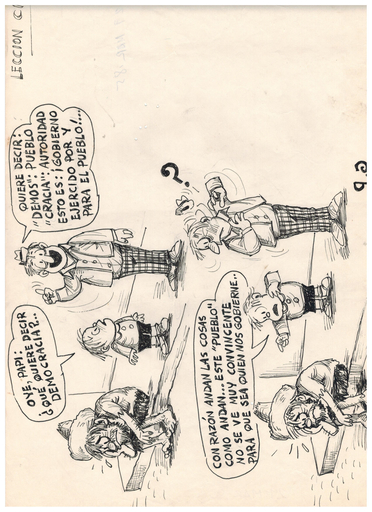 LECCION
OYE, PAPI:
¿QUÉ QUIERE DECIR
DEMOCRACIA?..
QUIERE DECIR:
"DEMOS": PUEBLO
"CRACIA": AUTORIDAD
ESTO ES: ¡GOBIERNO
EJERCIDO POR Y
PARA EL PUEBLO!...
CON RAZON ANDAN LAS COSAS
COMO ANDAN... ESTE "PUEBLO"
NO SE VE MUY CONVINCENTE
PARA QUE SEA QUIEN NOS GOBIERNE..
?